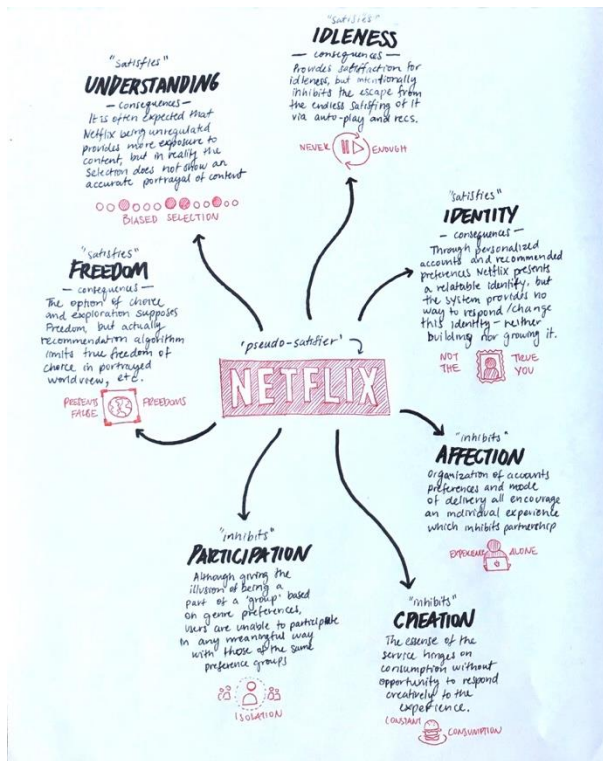 "satisfies"
IDLENESS
— consequences —
Provides satisfaction for
idleness, but intentionally
inhibits the escape from
the endless satisfing of it
via auto-play and recs.
NEVER ENOUGH
"satisfies"
UNDERSTANDING
— consequences —
It is often expected that
Netflix being unregulated
provides more exposure to
content, but in reality the
selection does not show an
accurate portrayal of content
BIASED SELECTION
"satisfies"
IDENTITY
— consequences —
Through personalized
accounts and recommended
preferences Netflix presents
a relatable identity, but
the system provides no
way to respond/change
this identity — neither
building nor growing it.
NOT TRUE
THE YOU
"satisfies"
FREEDOM
— consequences —
The option of choice
and exploration supposes
Freedom, but actually
recommendation algorithm
limits true freedom of
choice in portrayed
worldview, etc.
PRESENTS FREEDOMS
FALSE
'pseudo-satisfier'
NETFLIX
"inhibits"
AFFECTION
Organization of accounts
preferences and mode
of delivery all encourage
an individual experience
which inhibits partnership
EXPERIENCE ALONE
"inhibits"
PARTICIPATION
Although giving the
illusion of being a
part of a 'group' based
on genre preferences,
users are unable to participate
in any meaningful way
with those of the same
preference groups
ISOLATION
"inhibits"
CREATION
The essense of the
service hinges on
consumption without
opportunity to respond
creatively to the
experience.
CONSTANT
CONSUMPTION